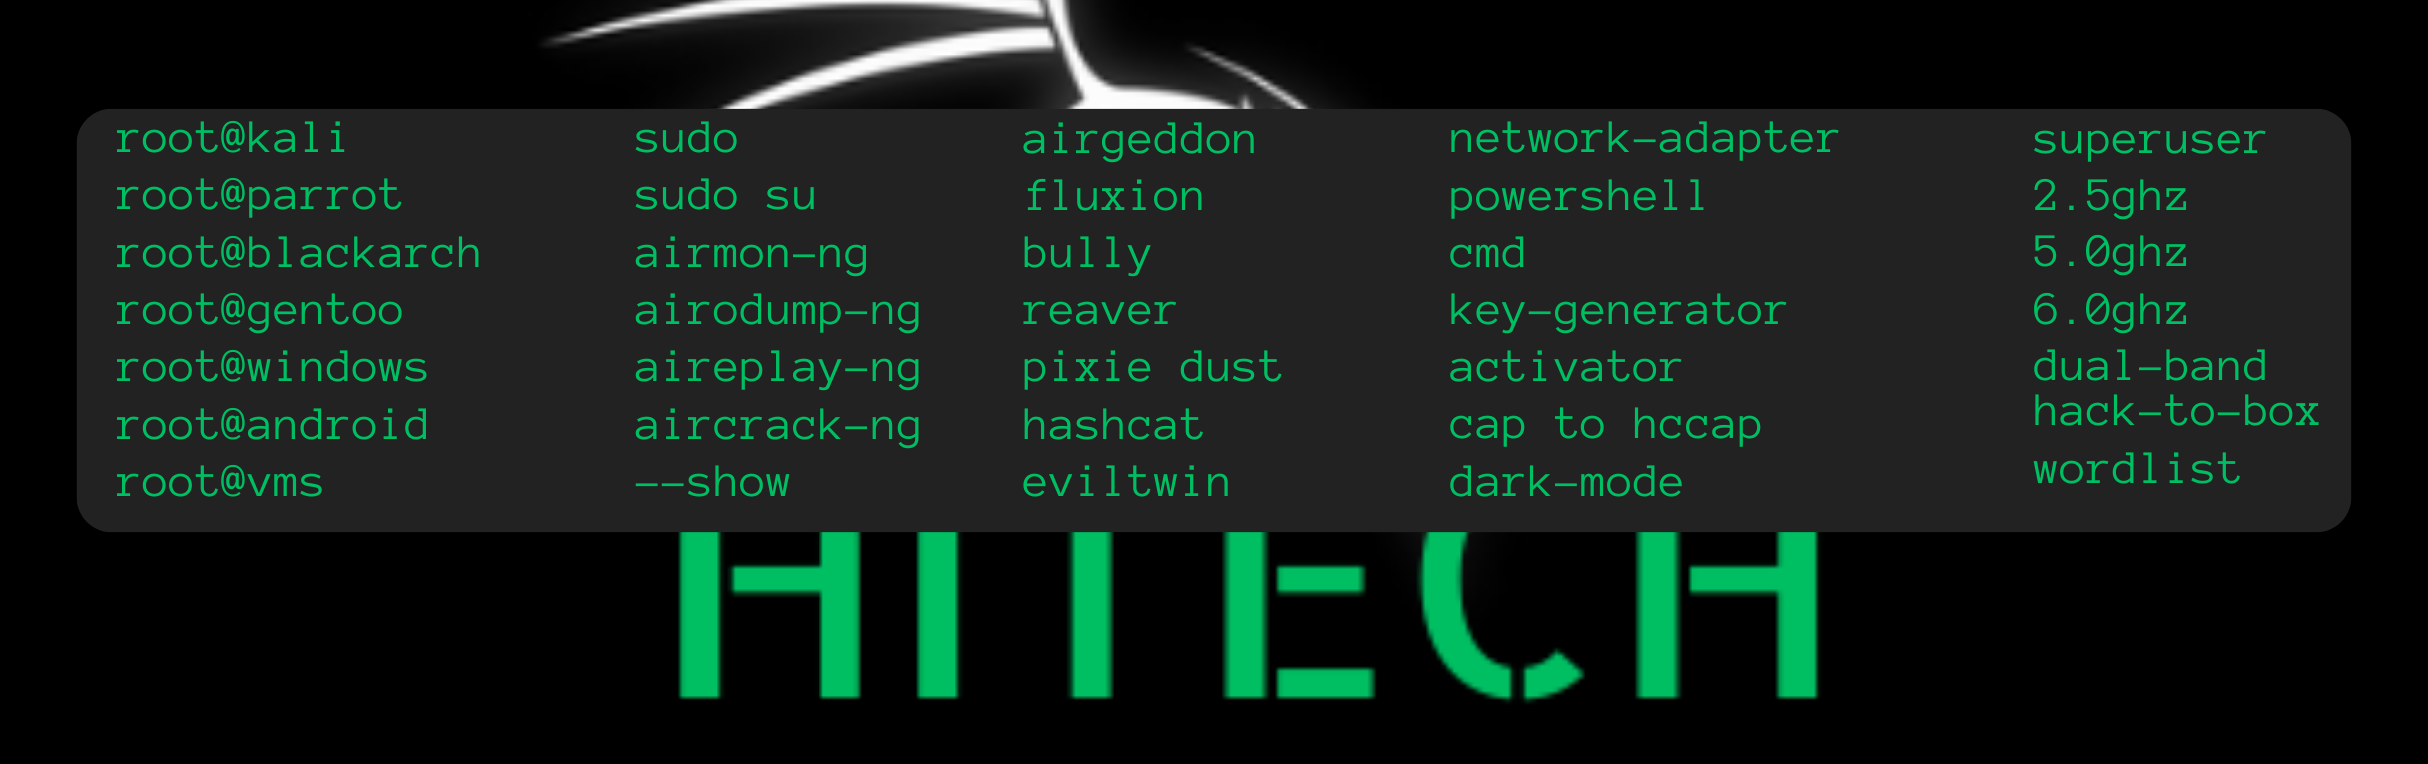 root@kali
root@parrot
root@blackarch
root@gentoo
root@windows
root@android
root@vms
sudo
sudo su
airmon-ng
airodump-ng
aireplay-ng
aircrack-ng
--show
airgeddon
fluxion
bully
reaver
pixie dust
hashcat
eviltwin
network-adapter
powershell
cmd
key-generator
activator
cap to hccap
dark-mode
superuser
2.5ghz
5.0ghz
6.0ghz
dual-band
hack-to-box
wordlist
HITECH